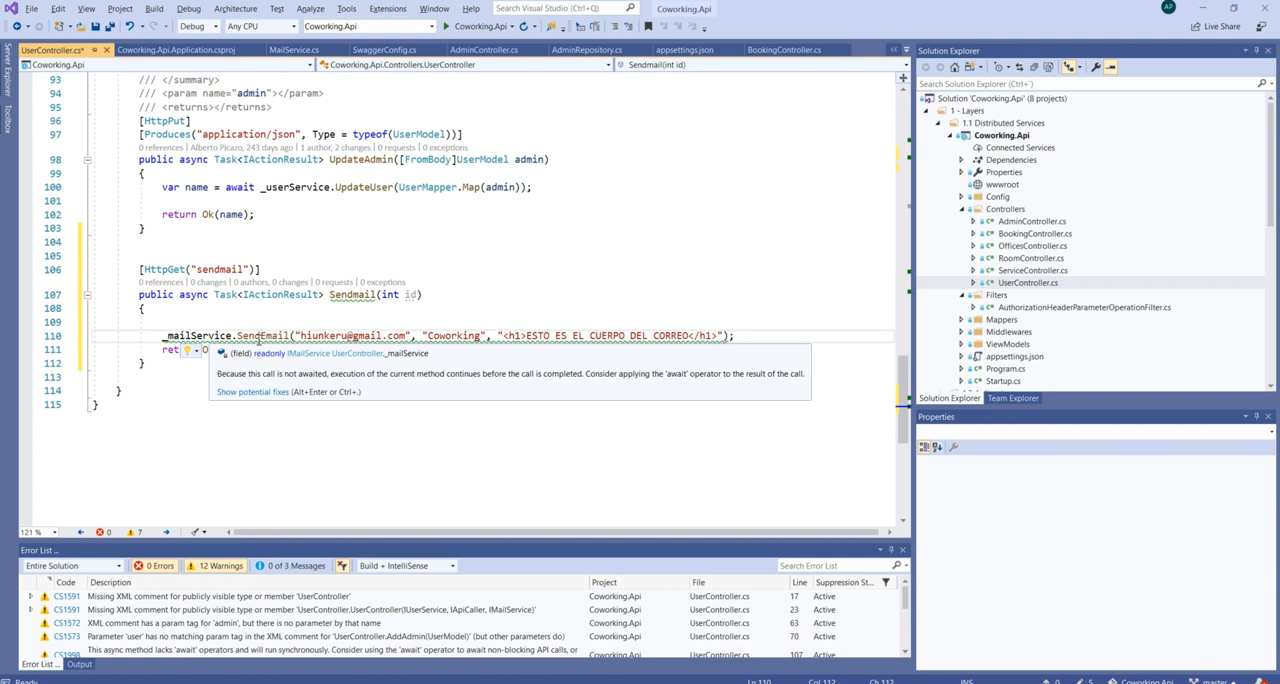 File Edit View Project Build Debug Architecture Test Analyze Tools Extensions Window Help Search Visual Studio (Ctrl+Q) Coworking.Api AP
Debug Any CPU Coworking.Api Coworking.Api Live Share
UserController.cs* Coworking.Api.Application.csproj MailService.cs SwaggerConfig.cs AdminController.cs AdminRepository.cs appsettings.json BookingController.cs
Coworking.Api Coworking.Api.Controllers.UserController Sendmail(int id)
Server Explorer
Toolbox
93 /// </summary>
94 /// <param name="admin"></param>
95 /// <returns></returns>
96 [HttpPut]
97 [Produces("application/json", Type = typeof(UserModel))]
0 references | Alberto Picazo, 243 days ago | 1 author, 2 changes | 0 requests | 0 exceptions
98 public async Task<IActionResult> UpdateAdmin([FromBody]UserModel admin)
99 {
100 var name = await _userService.UpdateUser(UserMapper.Map(admin));
101
102 return Ok(name);
103 }
104
105
106 [HttpGet("sendmail")]
0 references | 0 changes | 0 authors, 0 changes | 0 requests | 0 exceptions
107 public async Task<IActionResult> Sendmail(int id)
108 {
109
110 _mailService.SendEmail("hiunkeru@gmail.com", "Coworking", "<h1>ESTO ES EL CUERPO DEL CORREO</h1>");
111 ret O
(field) readonly IMailService UserController._mailService
Because this call is not awaited, execution of the current method continues before the call is completed. Consider applying the 'await' operator to the result of the call.
Show potential fixes (Alt+Enter or Ctrl+.)
112 }
113
114 }
115 }
121 % 0 7
Error List ...
Entire Solution 0 Errors 12 Warnings 0 of 3 Messages Build + IntelliSense Search Error List
Code Description Project File Line Suppression St...
CS1591 Missing XML comment for publicly visible type or member 'UserController' Coworking.Api UserController.cs 17 Active
CS1591 Missing XML comment for publicly visible type or member 'UserController.UserController(IUserService, IApiCaller, IMailService)' Coworking.Api UserController.cs 23 Active
CS1572 XML comment has a param tag for 'admin', but there is no parameter by that name Coworking.Api UserController.cs 63 Active
CS1573 Parameter 'user' has no matching param tag in the XML comment for 'UserController.AddAdmin(UserModel)' (but other parameters do) Coworking.Api UserController.cs 70 Active
CS1998 This async method lacks 'await' operators and will run synchronously. Consider using the 'await' operator to await non-blocking API calls, or Coworking.Api UserController.cs 107 Active
Error List ... Output
Ready Ln 110 Col 112 Ch 112 INS 0 5 Coworking.Api master
Solution Explorer
Search Solution Explorer (Ctrl+;)
Solution 'Coworking.Api' (8 projects)
1 - Layers
1.1 Distributed Services
Coworking.Api
Connected Services
Dependencies
Properties
wwwroot
Config
Controllers
AdminController.cs
BookingController.cs
OfficesController.cs
RoomController.cs
ServiceController.cs
UserController.cs
Filters
AuthorizationHeaderParameterOperationFilter.cs
Mappers
Middlewares
ViewModels
appsettings.json
Program.cs
Startup.cs
Solution Explorer Team Explorer
Properties